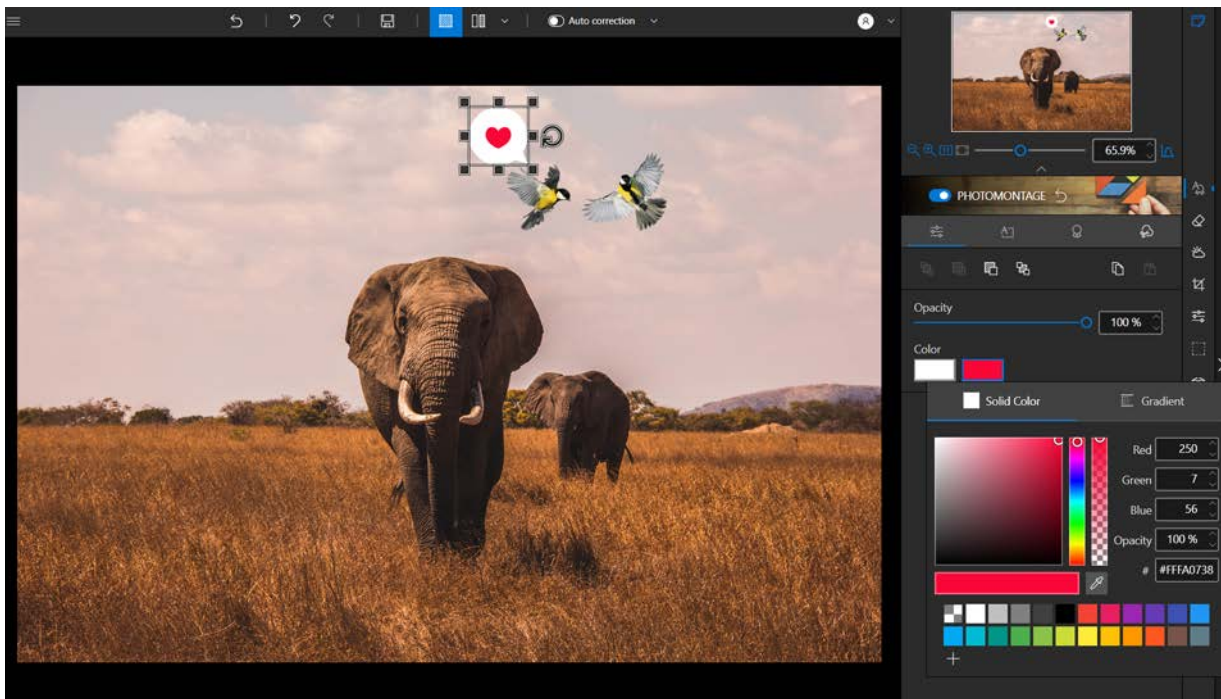 Auto correction
65.9%
PHOTOMONTAGE
Opacity
100 %
Color
Solid Color
Gradient
Red 250
Green 7
Blue 56
Opacity 100 %
# #FFFA0738